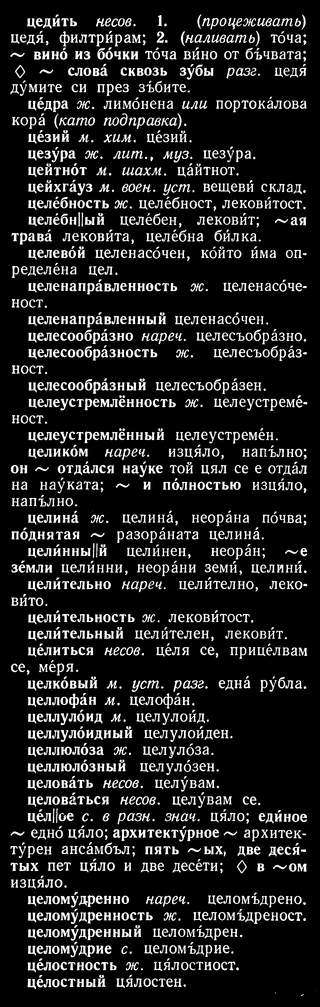 цеди́ть несов. 1. (процеживать)
цедя́, филтри́рам; 2. (наливать) то́ча;
~ вино́ из бо́чки то́ча ви́но от бъ́чвата;
◊ ~ слова́ сквозь зу́бы разг. цедя́
ду́мите си през зъ́бите.
це́дра ж. лимо́нена или портока́лова
кора́ (като подправка).
це́зий м. хим. це́зий.
цезу́ра ж. лит., муз. цезу́ра.
цейтно́т м. шахм. ца́йтнот.
цейхга́уз м. воен. уст. вещеви́ склад.
целе́бность ж. целе́бност, лекови́тост.
целе́бн||ый целе́бен, лекови́т; ~ая
трава́ лекови́та, целе́бна би́лка.
целево́й целенасо́чен, ко́йто и́ма оп-
ределе́на цел.
целенапра́вленность ж. целенасо́че-
ност.
целенапра́вленный целенасо́чен.
целесообра́зно нареч. целесъобра́зно.
целесообра́зность ж. целесъобра́з-
ност.
целесообра́зный целесъобра́зен.
целеустремлённость ж. целеустреме́-
ност.
целеустремлённый целеустреме́н.
целико́м нареч. изця́ло, напъ́лно;
он ~ отда́лся нау́ке той цял се е отда́л
на нау́ката; ~ и по́лностью изця́ло,
напъ́лно.
целина́ ж. целина́, неора́на по́чва;
по́днятая ~ разора́ната целина́.
цели́нны||й цели́нен, неора́н; ~е
зе́мли цели́нни, неора́ни земи́, целини́.
цели́тельно нареч. цели́телно, леко-
ви́то.
цели́тельность ж. лекови́тост.
цели́тельный цели́телен, лекови́т.
це́литься несов. це́ля се, прице́лвам
се, ме́ря.
целко́вый м. уст. разг. една́ ру́бла.
целлофа́н м. целофа́н.
целлуло́ид м. целулои́д.
целлуло́идный целулои́ден.
целлюло́за ж. целуло́за.
целлюло́зный целуло́зен.
целова́ть несов. целу́вам.
целова́ться несов. целу́вам се.
це́л||ое с. в разн. знач. ця́ло; еди́ное
~ едно́ ця́ло; архитекту́рное ~ архитек-
ту́рен анса́мбъл; пять ~ых, две деся́-
тых пет ця́ло и две десе́ти; ◊ в ~ом
изця́ло.
целому́дренно нареч. целомъ́дрено.
целому́дренность ж. целомъ́дреност.
целому́дренный целомъ́дрен.
целому́дрие с. целомъ́дрие.
це́лостность ж. ця́лостност.
це́лостный ця́лостен.